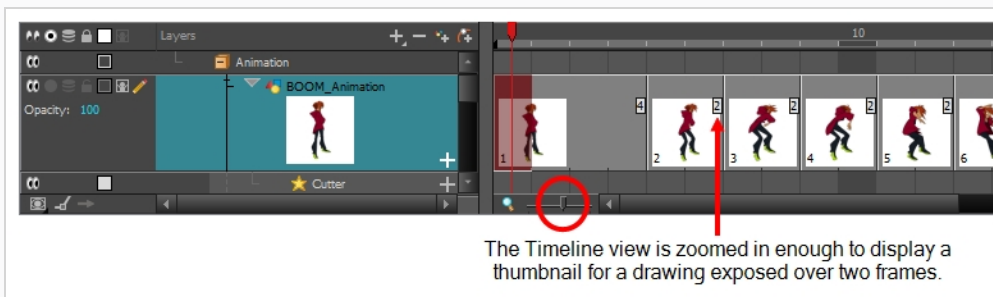 Layers
10
Animation
BOOM_Animation
Opacity: 100
4 2 2 2 2
1 2 3 4 5 6
Cutter
The Timeline view is zoomed in enough to display a
thumbnail for a drawing exposed over two frames.